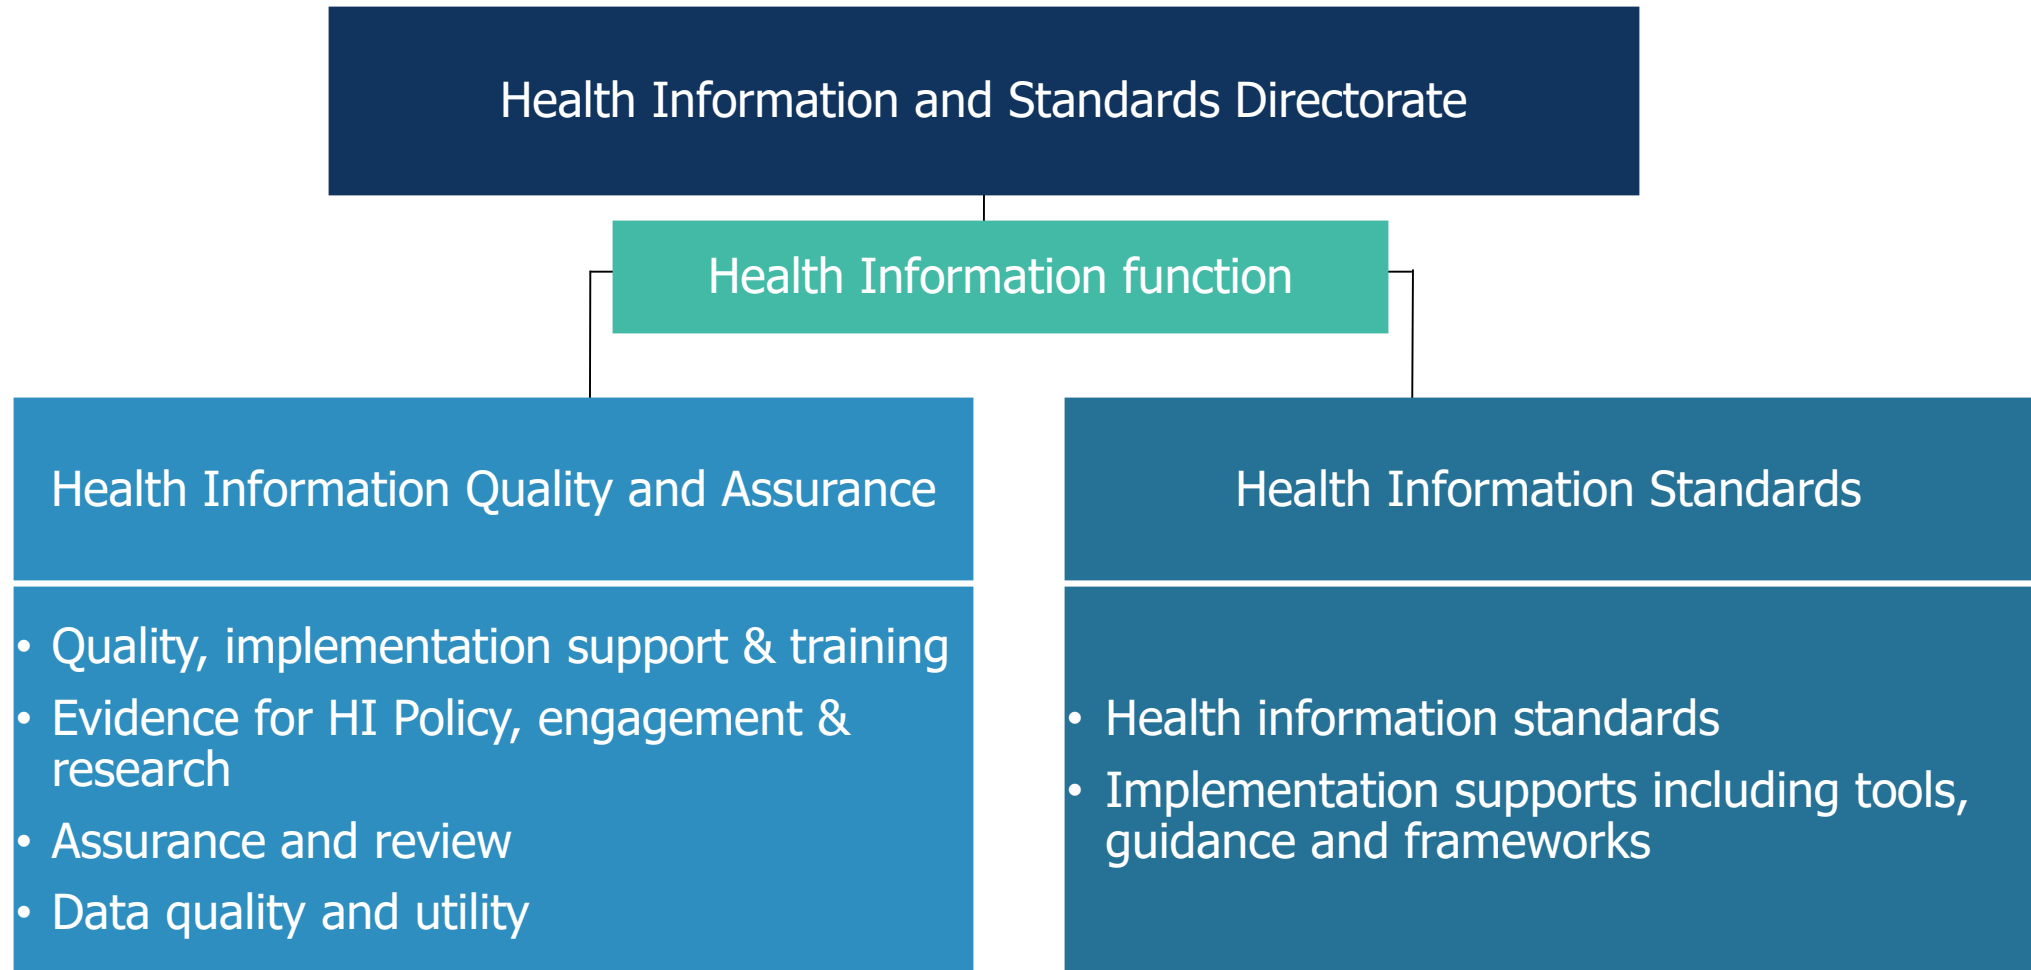 Health Information and Standards Directorate
Health Information function
Health Information Quality and Assurance
• Quality, implementation support & training
• Evidence for HI Policy, engagement &
research
• Assurance and review
• Data quality and utility
Health Information Standards
• Health information standards
• Implementation supports including tools,
guidance and frameworks